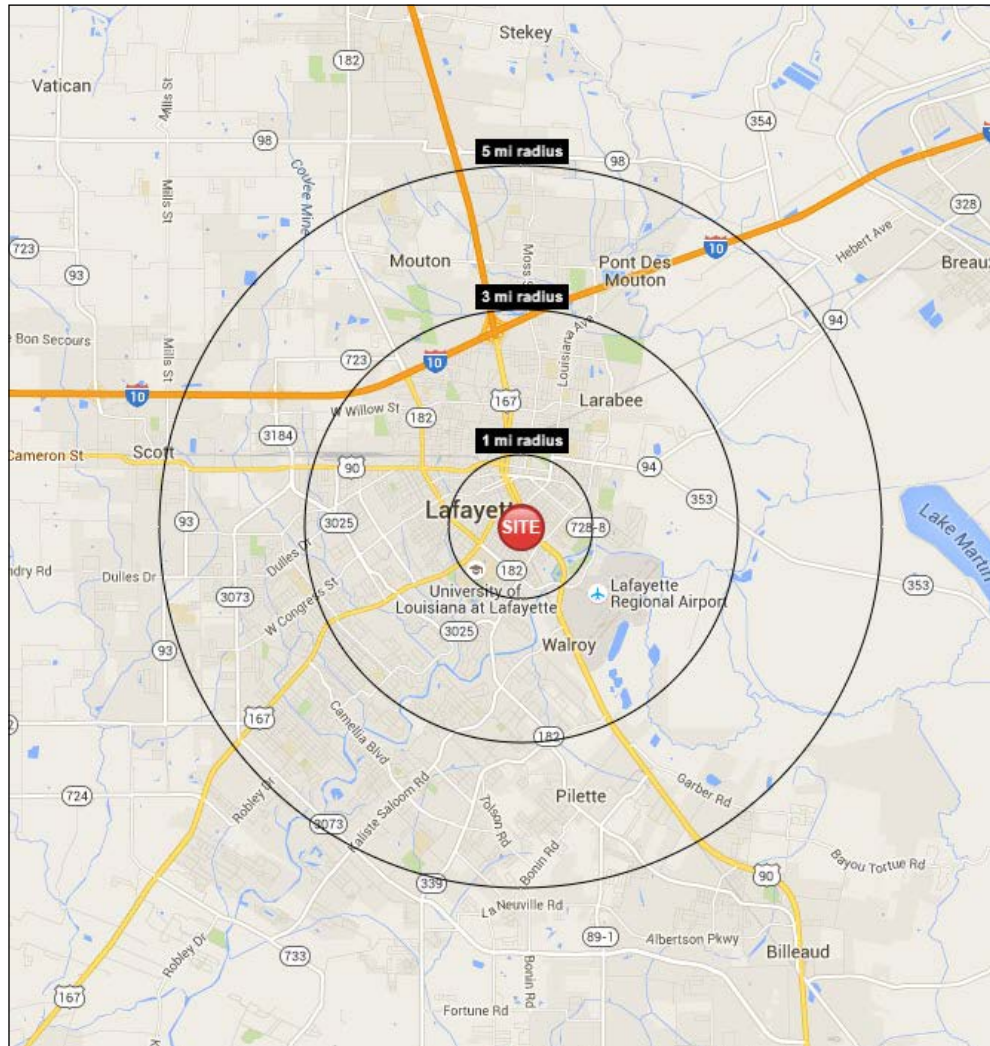 Stekey
182
Vatican
Mills St
354
98
5 mi radius
98
10
Couvee Mine
Mills St
328
Hebert Ave
723
93
Mouton
Moss S
Pont Des
Mouton
10
Breaux
3 mi radius
94
e Bon Secours
Mills St
723
10
Louisiana Ave
10
W Willow St
182
167
Larabee
3184
1 mi radius
Cameron St
Scott
90
94
353
93
3025
Lafayett
SITE
728-8
Lake Martin
Dulles Dr
ndry Rd
Dulles Dr
182
353
3073
W Congress St
University of
Louisiana at Lafayette
Lafayette
Regional Airport
3025
93
Walroy
167
Camellia Blvd
182
724
Robley Dr
Kaliste Saloom Rd
Tolson Rd
Pilette
Garber Rd
3073
Bonin Rd
Bayou Tortue Rd
339
90
La Neuville Rd
89-1
Albertson Pkwy
Billeaud
Robley Dr
733
Bonin Rd
167
Fortune Rd